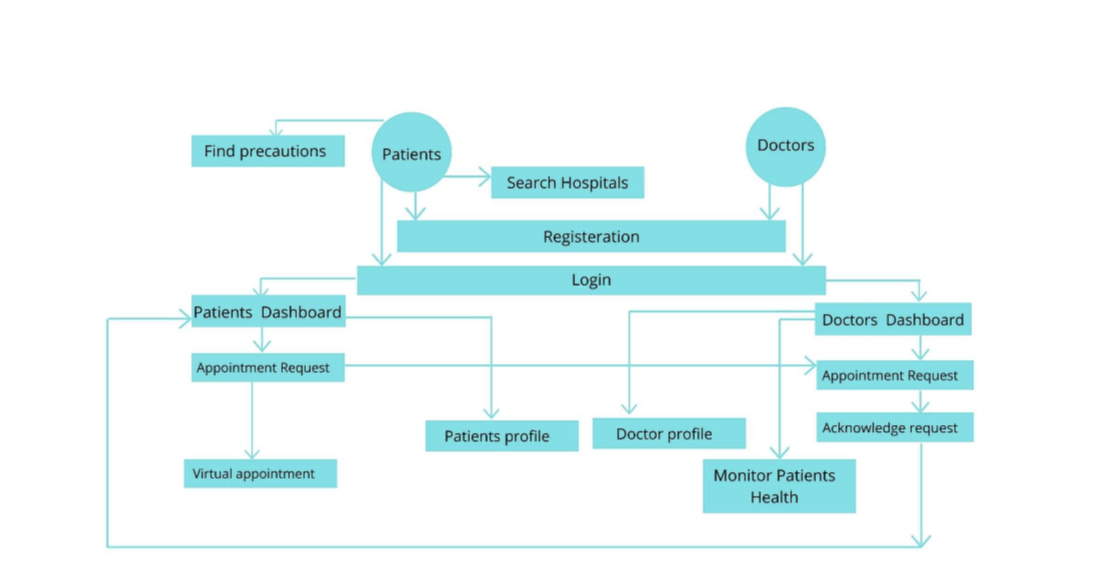 Find precautions
Patients
Doctors
Search Hospitals
Registeration
Login
Patients Dashboard
Doctors Dashboard
Appointment Request
Appointment Request
Patients profile
Doctor profile
Acknowledge request
Virtual appointment
Monitor Patients
Health